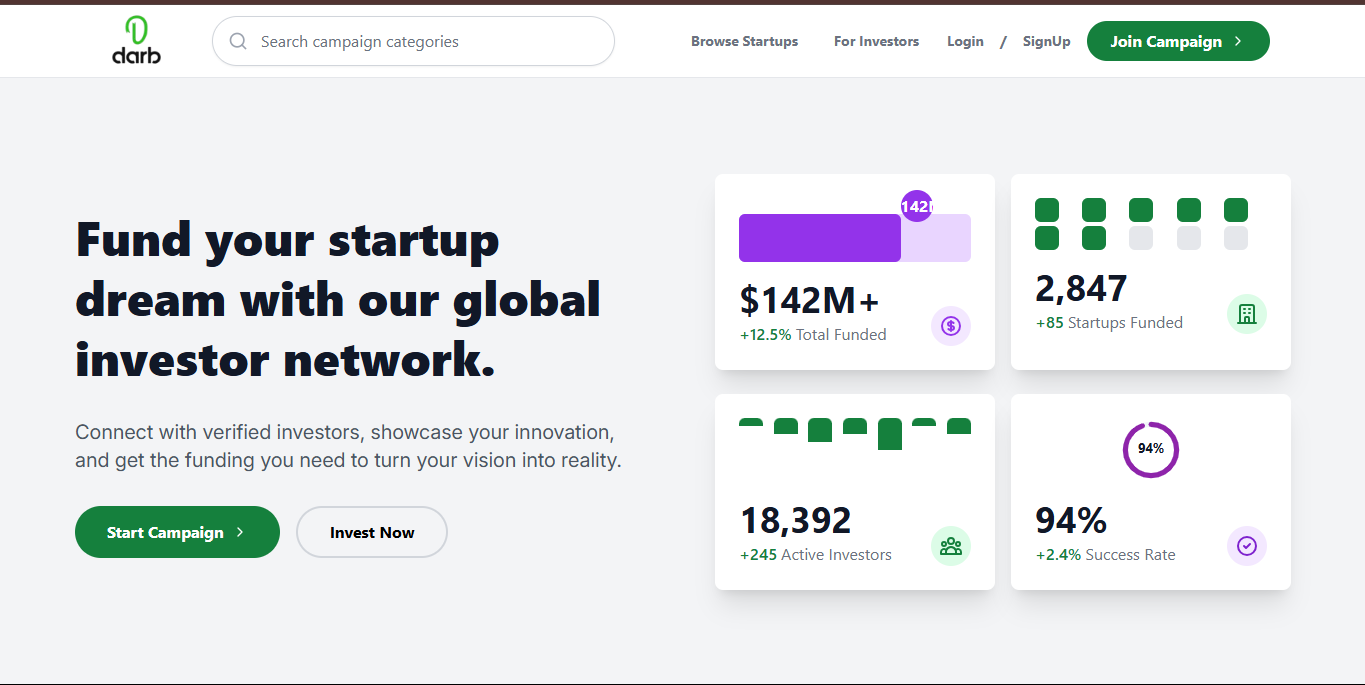 darb
Search campaign categories
Browse Startups
For Investors
Login / SignUp
Join Campaign
Fund your startup
dream with our global
investor network.
Connect with verified investors, showcase your innovation,
and get the funding you need to turn your vision into reality.
Start Campaign
Invest Now
142
$142M+
+12.5% Total Funded
2,847
+85 Startups Funded
18,392
+245 Active Investors
94%
94%
+2.4% Success Rate